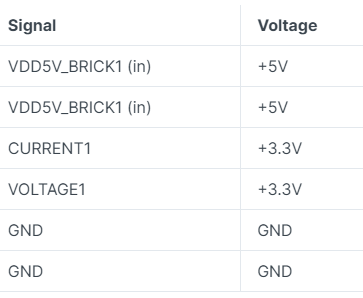 Signal Voltage
VDD5V_BRICK1 (in) +5V
VDD5V_BRICK1 (in) +5V
CURRENT1 +3.3V
VOLTAGE1 +3.3V
GND GND
GND GND